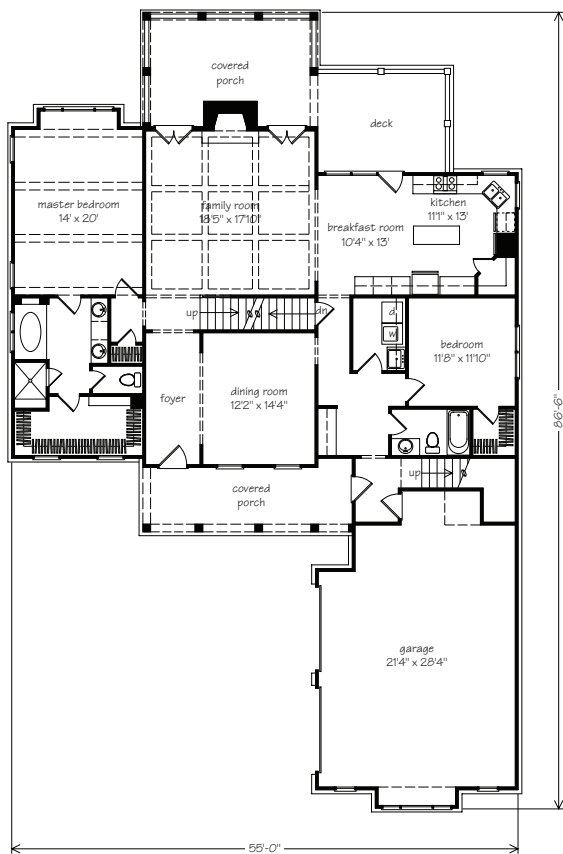 covered
porch
deck
master bedroom
14' x 20'
family room
18'5" x 17'10"
kitchen
11'1" x 13'
breakfast room
10'4" x 13'
up
dn
d
w
bedroom
11'8" x 11'10"
foyer
dining room
12'2" x 14'4"
86'-6"
up
covered
porch
garage
21'4" x 28'4"
55'-0"